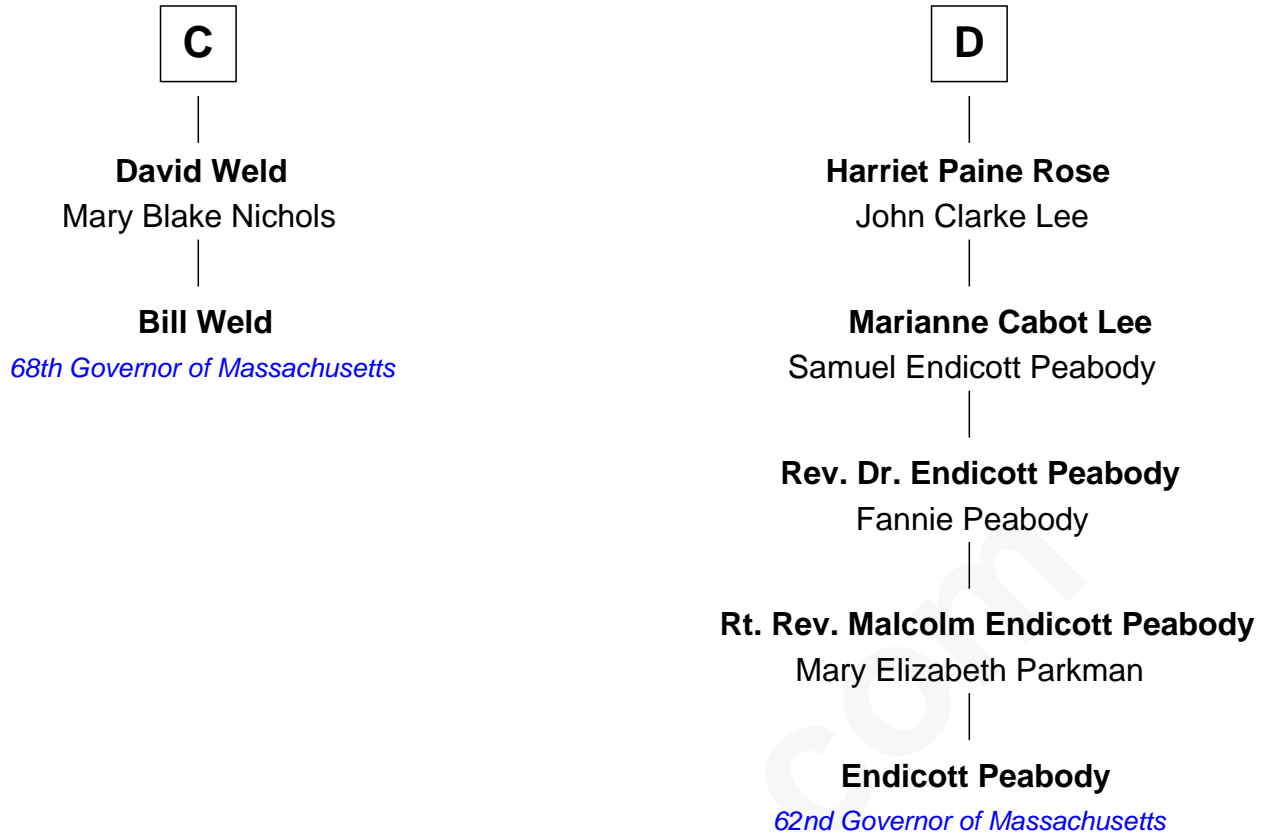 C
David Weld
Mary Blake Nichols
Bill Weld
68th Governor of Massachusetts
D
Harriet Paine Rose
John Clarke Lee
Marianne Cabot Lee
Samuel Endicott Peabody
Rev. Dr. Endicott Peabody
Fannie Peabody
Rt. Rev. Malcolm Endicott Peabody
Mary Elizabeth Parkman
Endicott Peabody
62nd Governor of Massachusetts
com